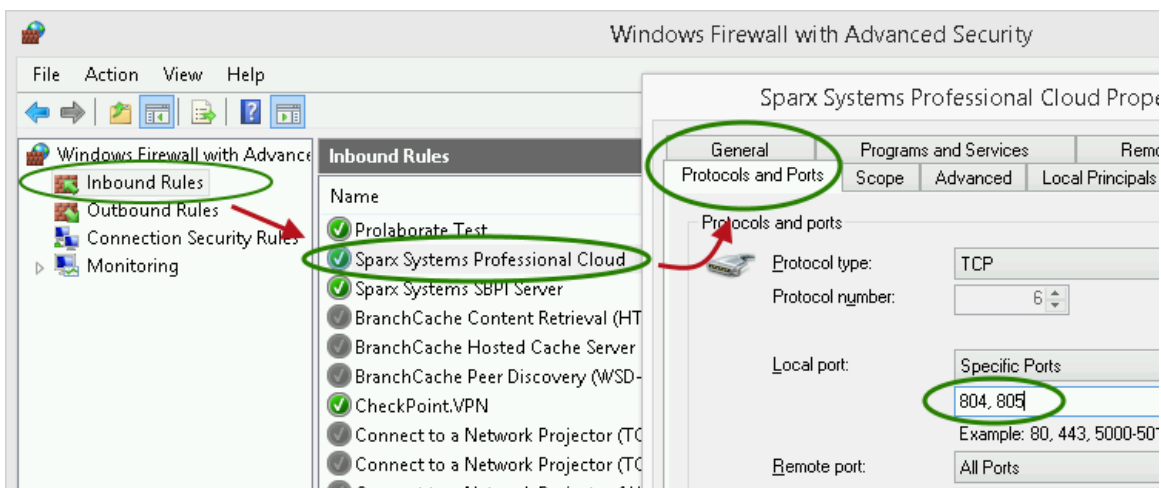 Windows Firewall with Advanced Security
File Action View Help
Windows Firewall with Advance
Inbound Rules
Outbound Rules
Connection Security Rules
Monitoring
Inbound Rules
Name
Prolaborate Test
Sparx Systems Professional Cloud
Sparx Systems SBPI Server
BranchCache Content Retrieval (HT
BranchCache Hosted Cache Server
BranchCache Peer Discovery (WSD-
CheckPoint.VPN
Connect to a Network Projector (TC
Connect to a Network Projector (TC
Sparx Systems Professional Cloud Prope
General Programs and Services Remo
Protocols and Ports Scope Advanced Local Principals
Protocols and ports
Protocol type: TCP
Protocol number: 6
Local port: Specific Ports
804, 805
Example: 80, 443, 5000-501
Remote port: All Ports